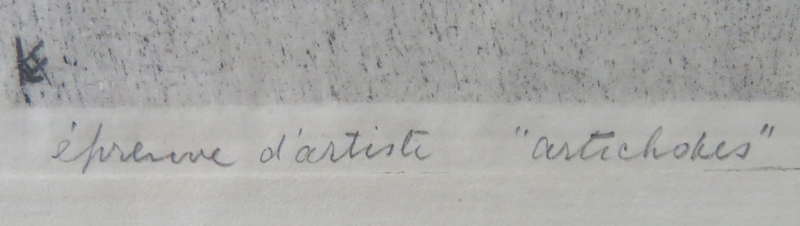 épreuve d'artiste "artichokes"